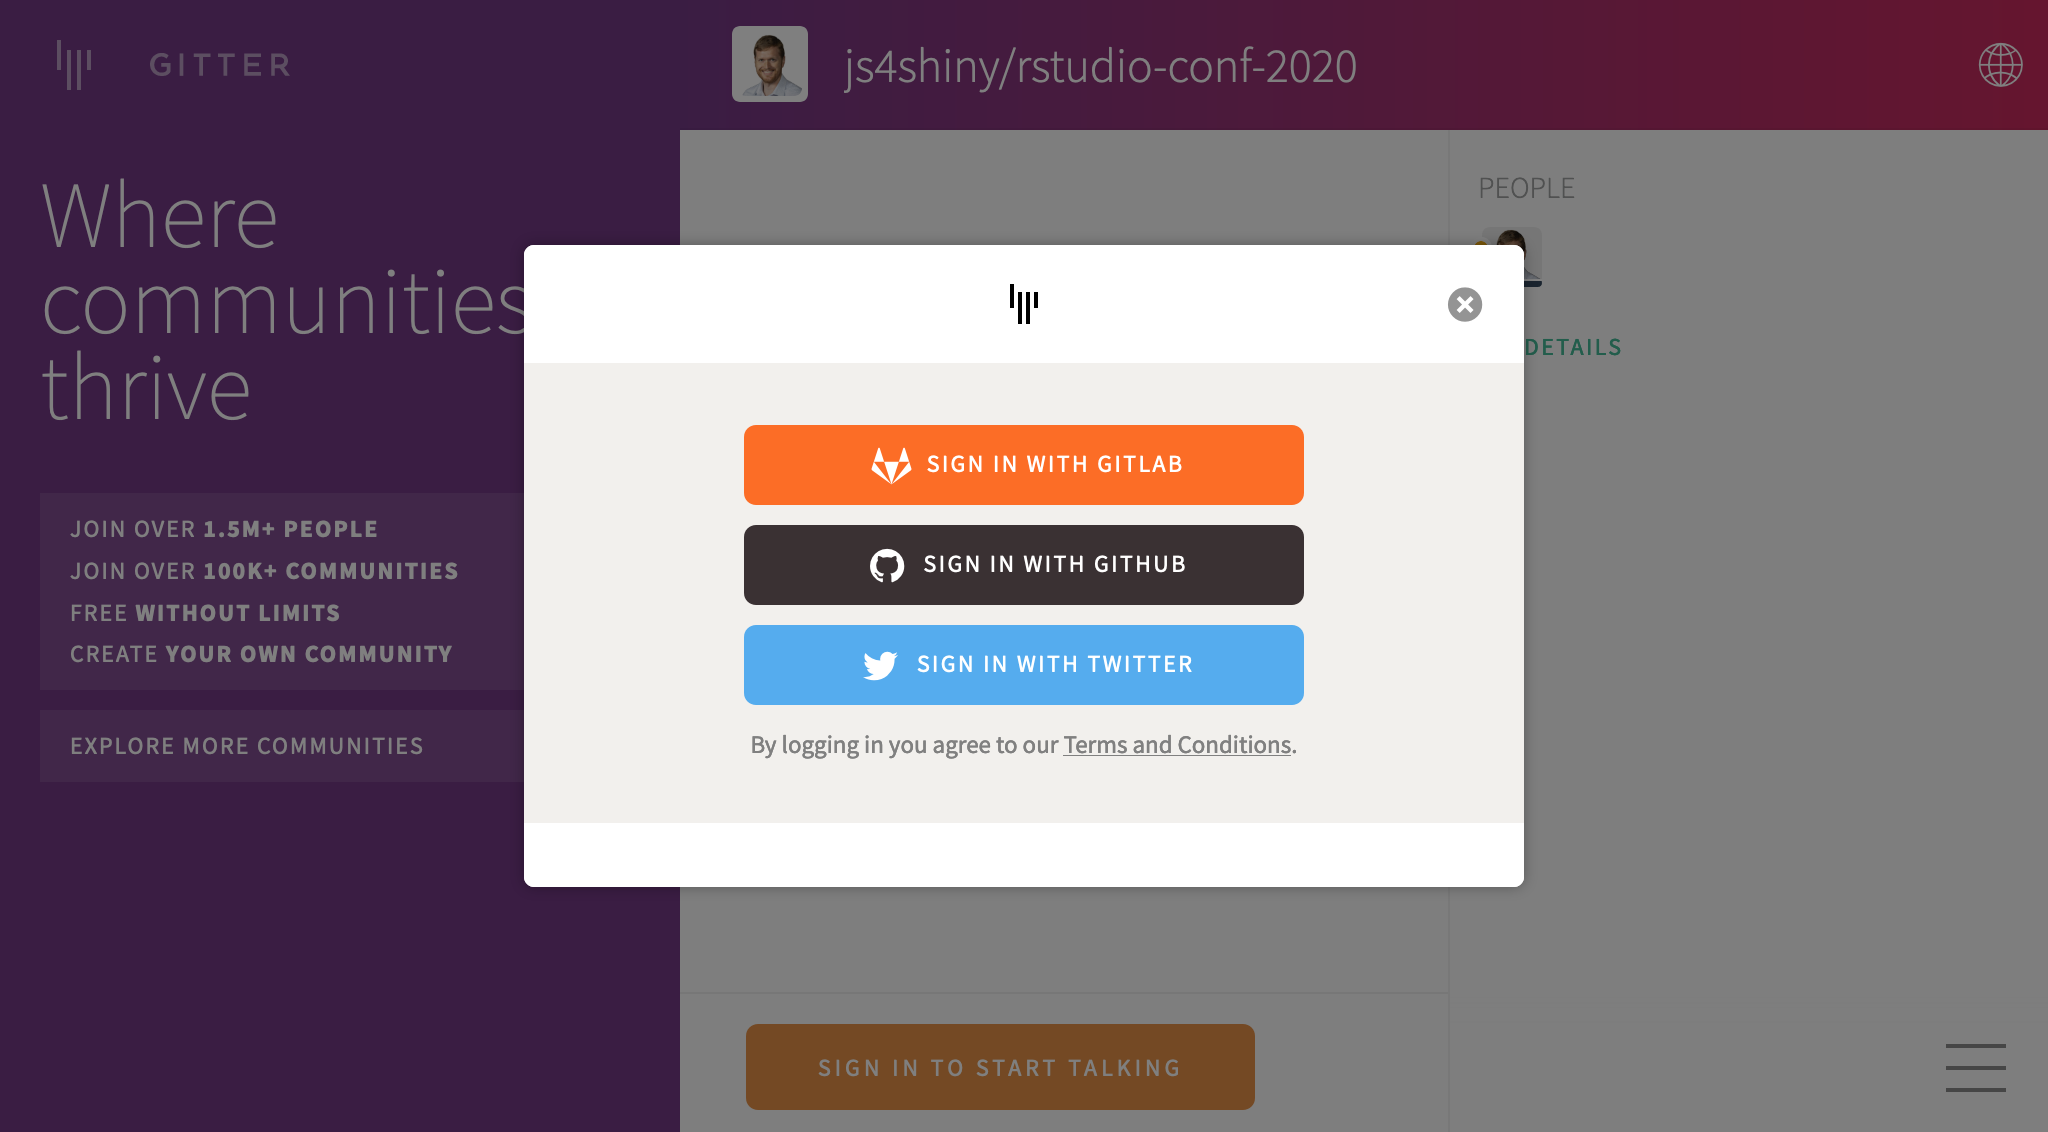 GITTER
js4shiny/rstudio-conf-2020
Where
communities
thrive
JOIN OVER 1.5M+ PEOPLE
JOIN OVER 100K+ COMMUNITIES
FREE WITHOUT LIMITS
CREATE YOUR OWN COMMUNITY
EXPLORE MORE COMMUNITIES
SIGN IN WITH GITLAB
SIGN IN WITH GITHUB
SIGN IN WITH TWITTER
By logging in you agree to our Terms and Conditions.
PEOPLE
DETAILS
SIGN IN TO START TALKING